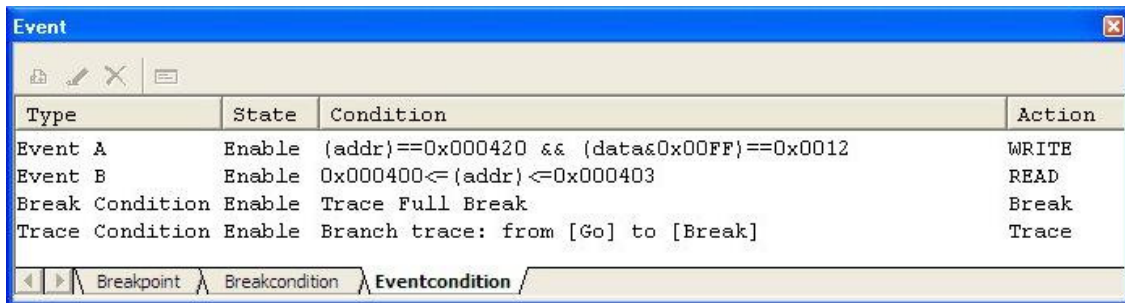 Event
Type State Condition Action
Event A Enable (addr)==0x000420 && (data&0x00FF)==0x0012 WRITE
Event B Enable 0x000400<=(addr)<=0x000403 READ
Break Condition Enable Trace Full Break Break
Trace Condition Enable Branch trace: from [Go] to [Break] Trace
Breakpoint Breakcondition Eventcondition